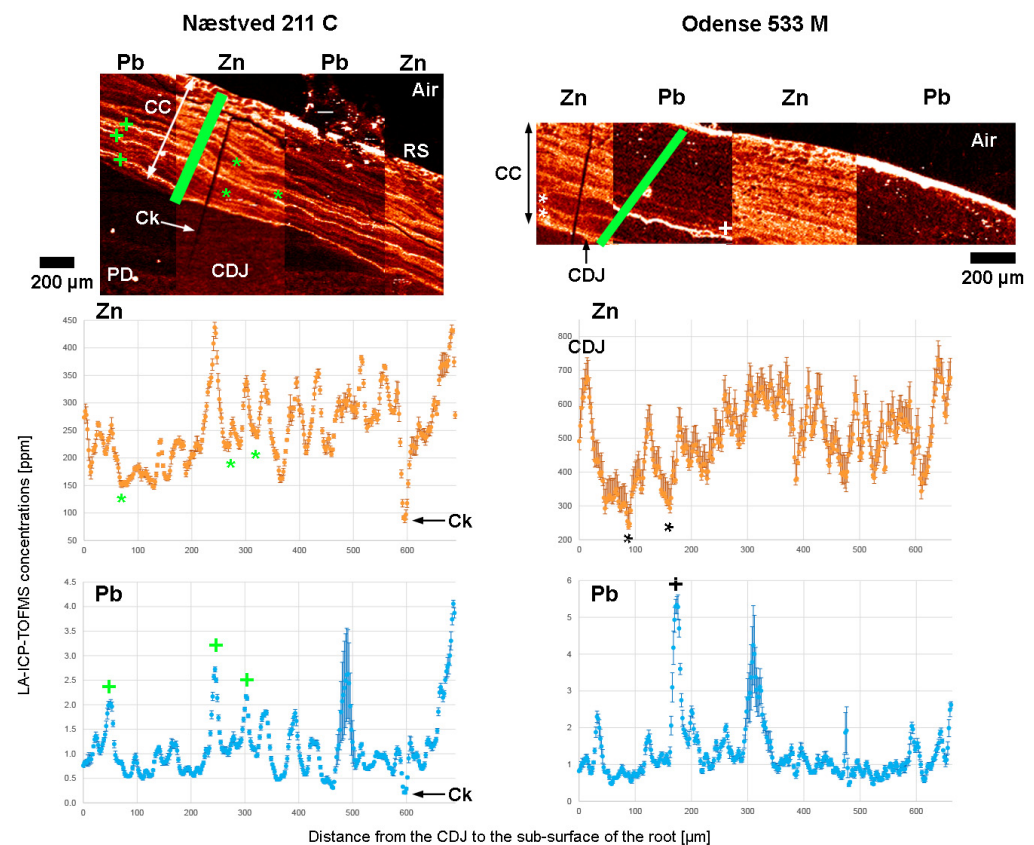 Næstved 211 C
Odense 533 M
Pb Zn Pb Zn
Zn Pb Zn Pb
Air
CC
RS
Ck
PD
CDJ
200 µm
Air
CC
CDJ
200 µm
LA-ICP-TOFMS concentrations [ppm]
Zn
450
400
350
300
250
200
150
100
50
0 100 200 300 400 500 600
* * *
Ck
Zn
CDJ
800
700
600
500
400
300
200
0 100 200 300 400 500 600
* *
Pb
4.5
4.0
3.5
3.0
2.5
2.0
1.5
1.0
0.5
0.0
0 100 200 300 400 500 600
+ + +
Ck
Pb
6
5
4
3
2
1
0
0 100 200 300 400 500 600
+
Distance from the CDJ to the sub-surface of the root [µm]